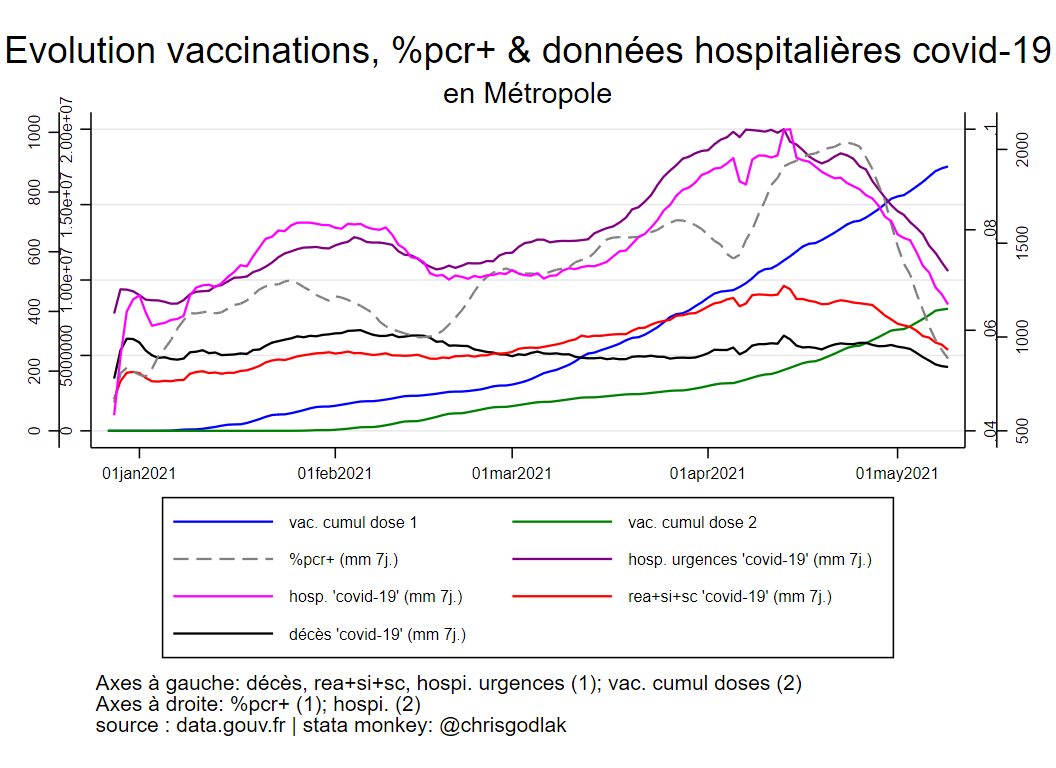 Evolution vaccinations, %pcr+ & données hospitalières covid-19
en Métropole
0 200 400 600 800 1000
0 5000000 1.00e+07 1.50e+07 2.00e+07
.04 .06 .08 .1
500 1000 1500 2000
01jan2021 01feb2021 01mar2021 01apr2021 01may2021
vac. cumul dose 1 vac. cumul dose 2
%pcr+ (mm 7j.) hosp. urgences 'covid-19' (mm 7j.)
hosp. 'covid-19' (mm 7j.) rea+si+sc 'covid-19' (mm 7j.)
décès 'covid-19' (mm 7j.)
Axes à gauche: décès, rea+si+sc, hospi. urgences (1); vac. cumul doses (2)
Axes à droite: %pcr+ (1); hospi. (2)
source : data.gouv.fr | stata monkey: @chrisgodlak